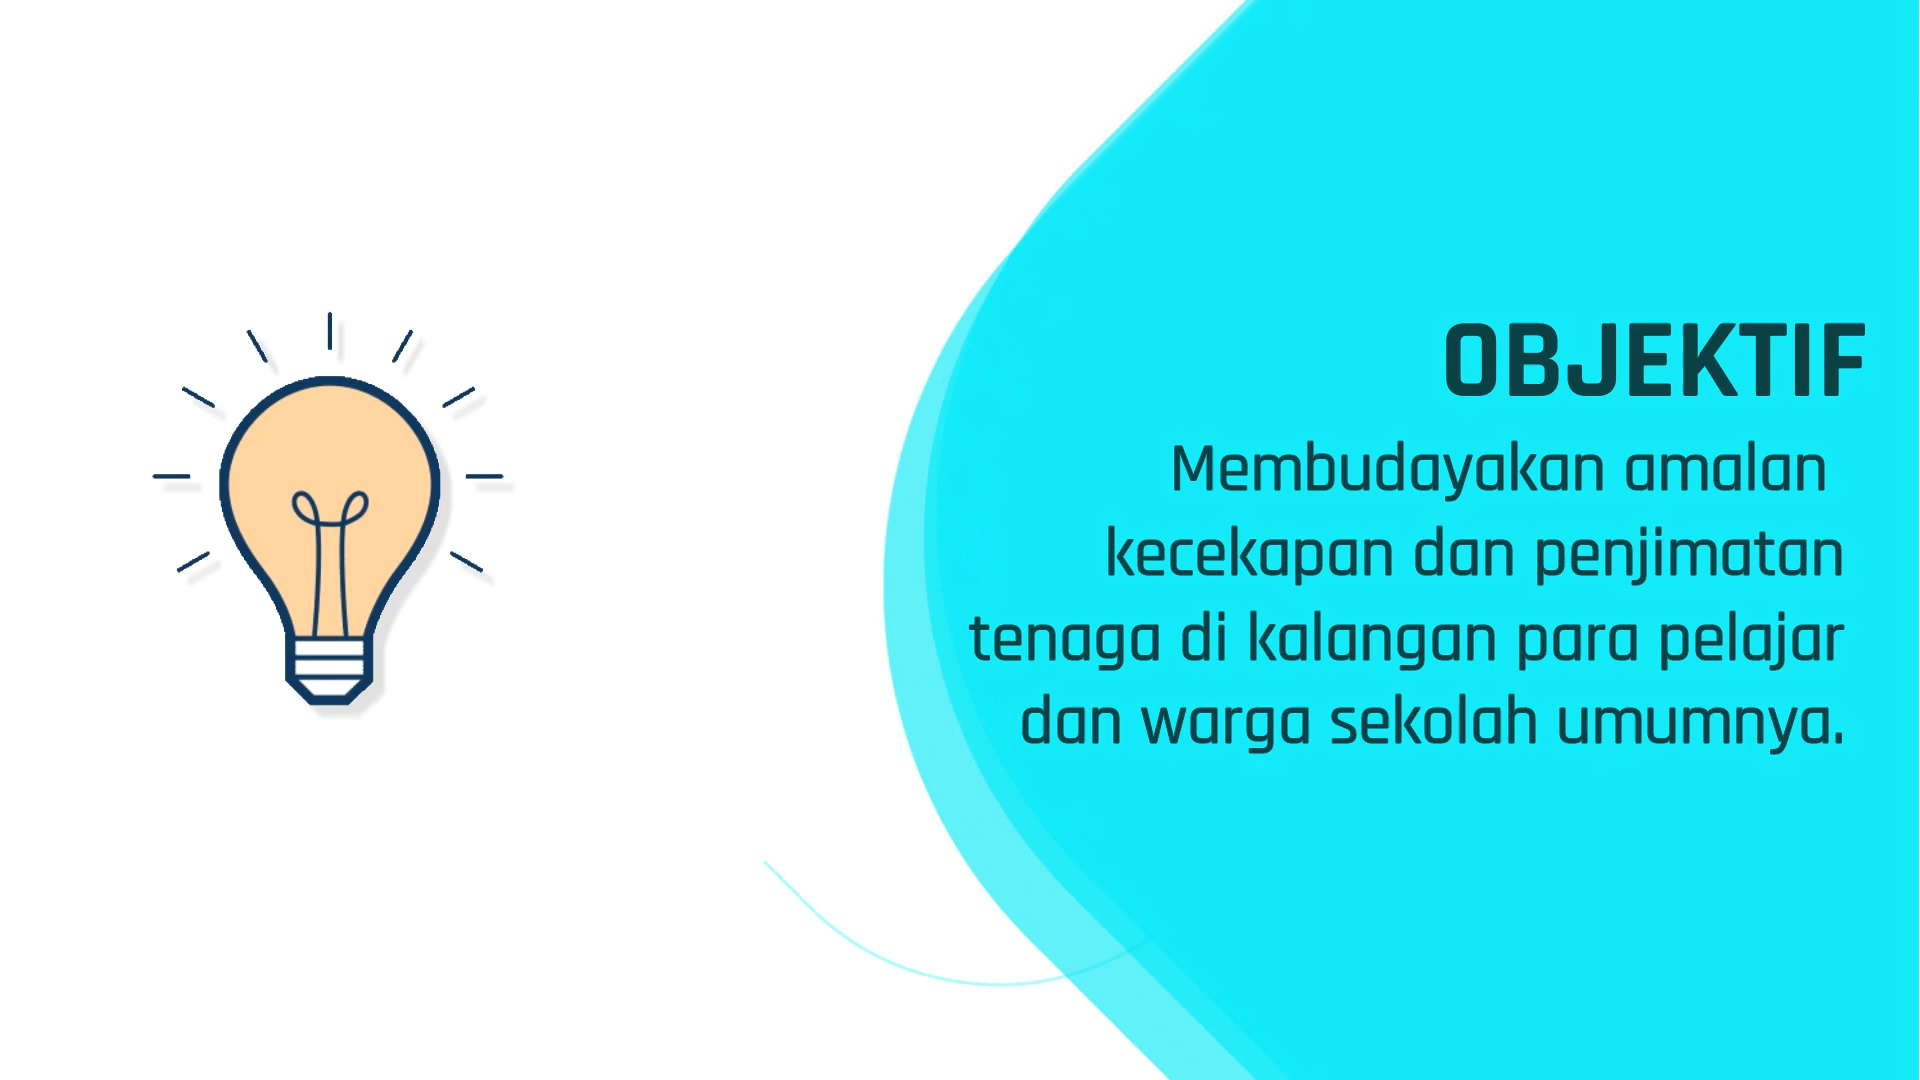 OBJEKTIF
Membudayakan amalan
kecekapan dan penjimatan
tenaga di kalangan para pelajar
dan warga sekolah umumnya.